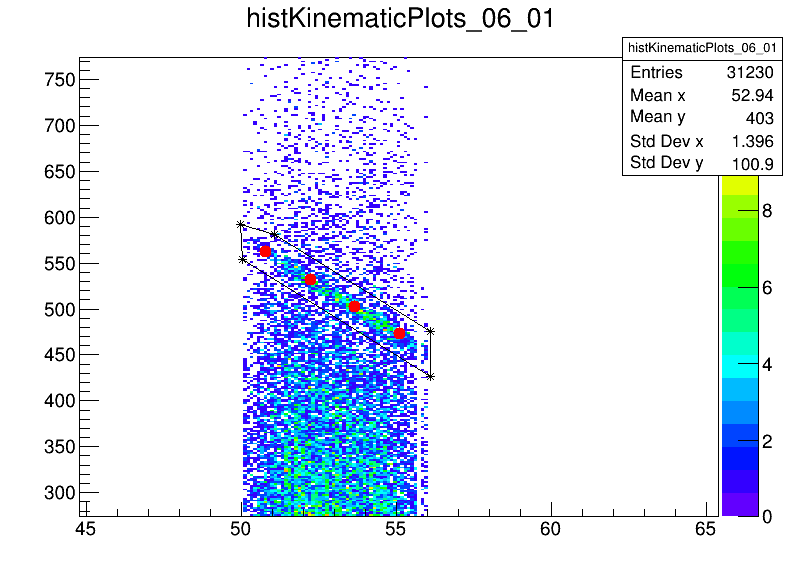 histKinematicPlots_06_01
histKinematicPlots_06_01
Entries 31230
Mean x 52.94
Mean y 403
Std Dev x 1.396
Std Dev y 100.9
750
700
650
600
550
500
450
400
350
300
45 50 55 60 65
8
6
4
2
0